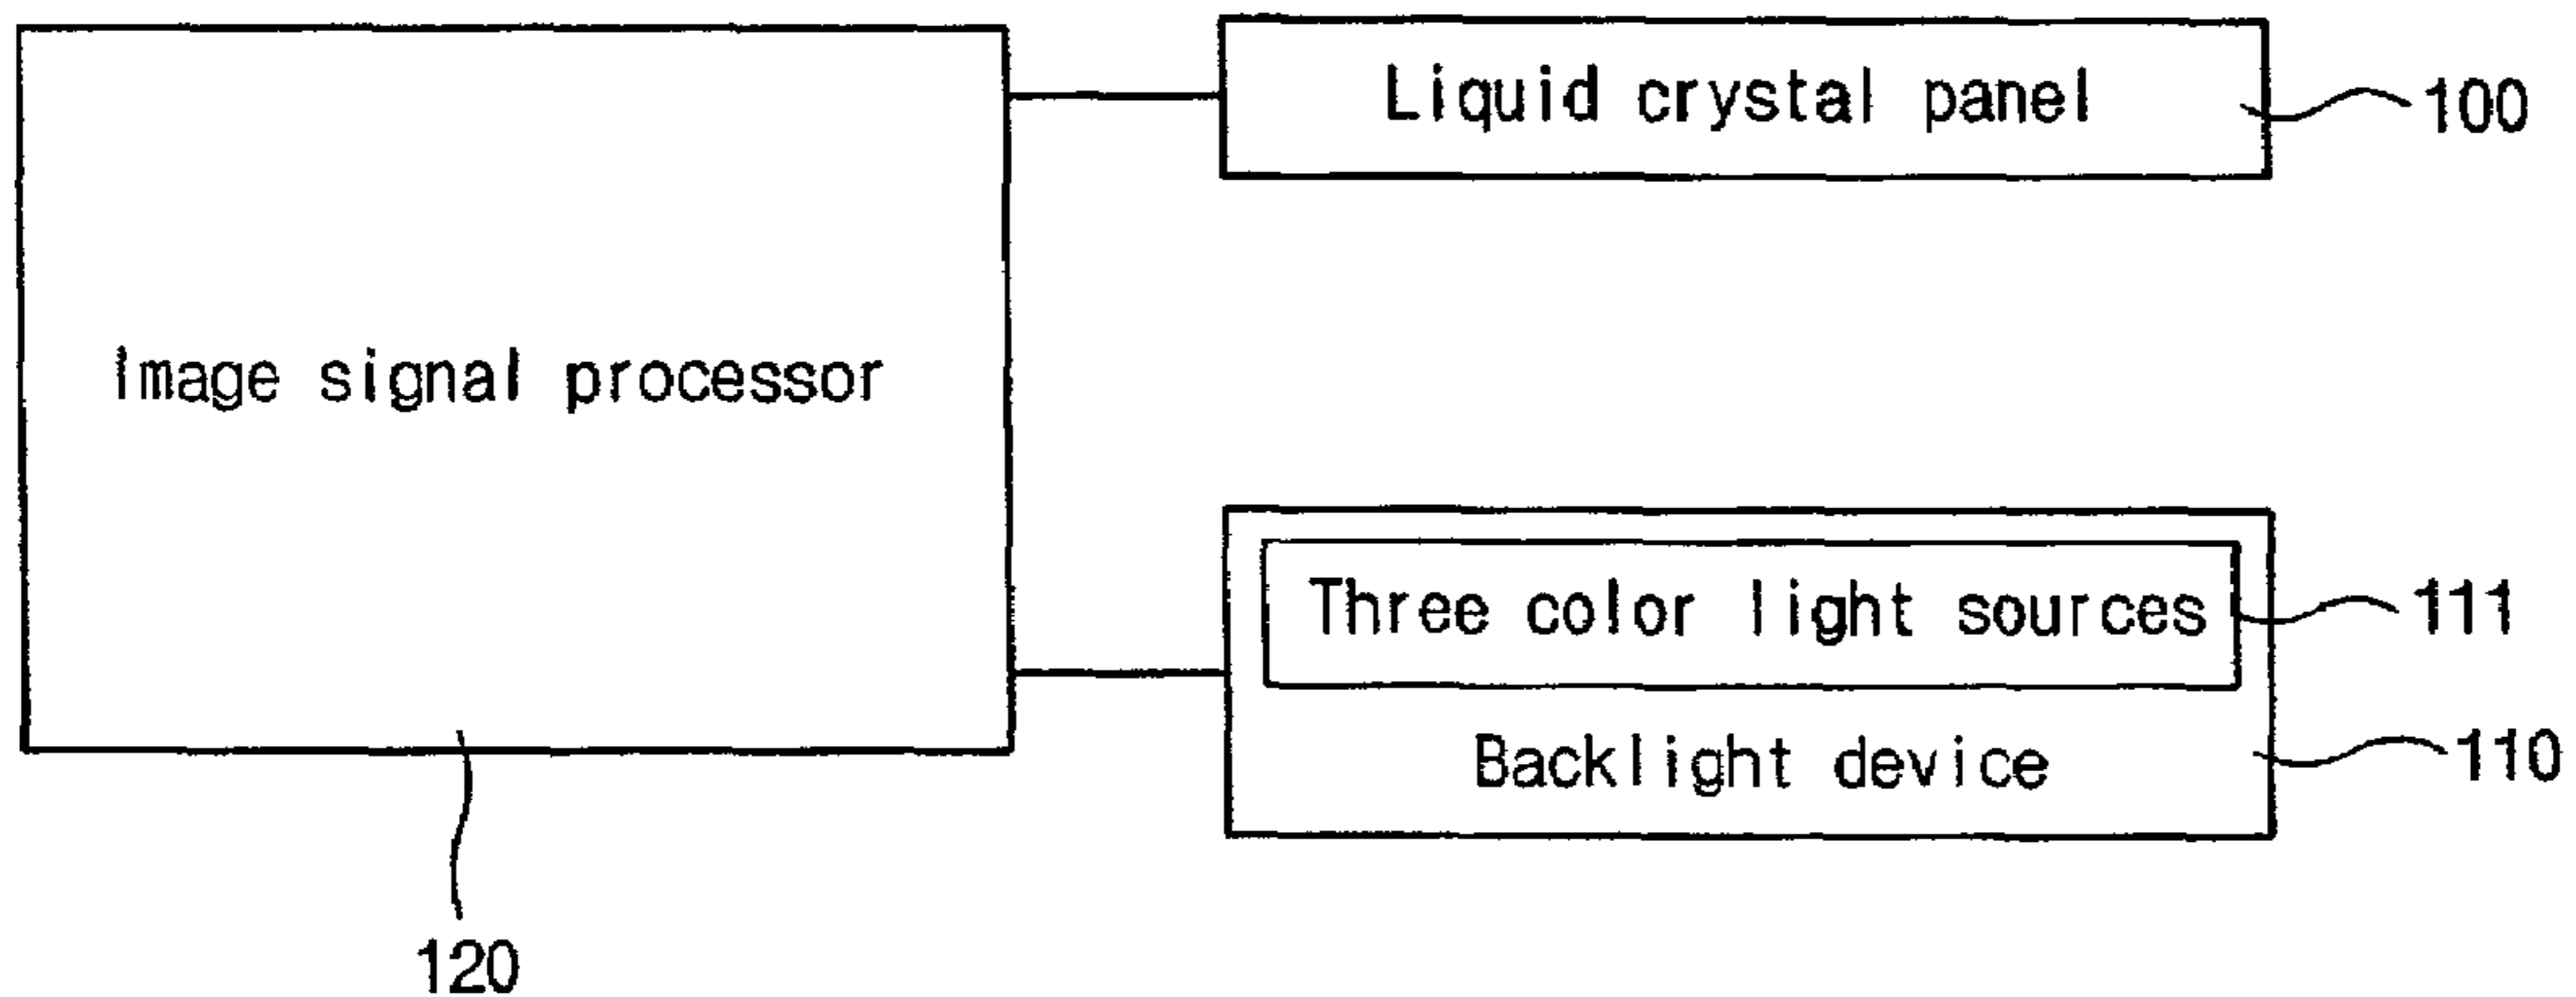 Liquid crystal panel
100
Image signal processor
Three color light sources
111
Backlight device
110
120